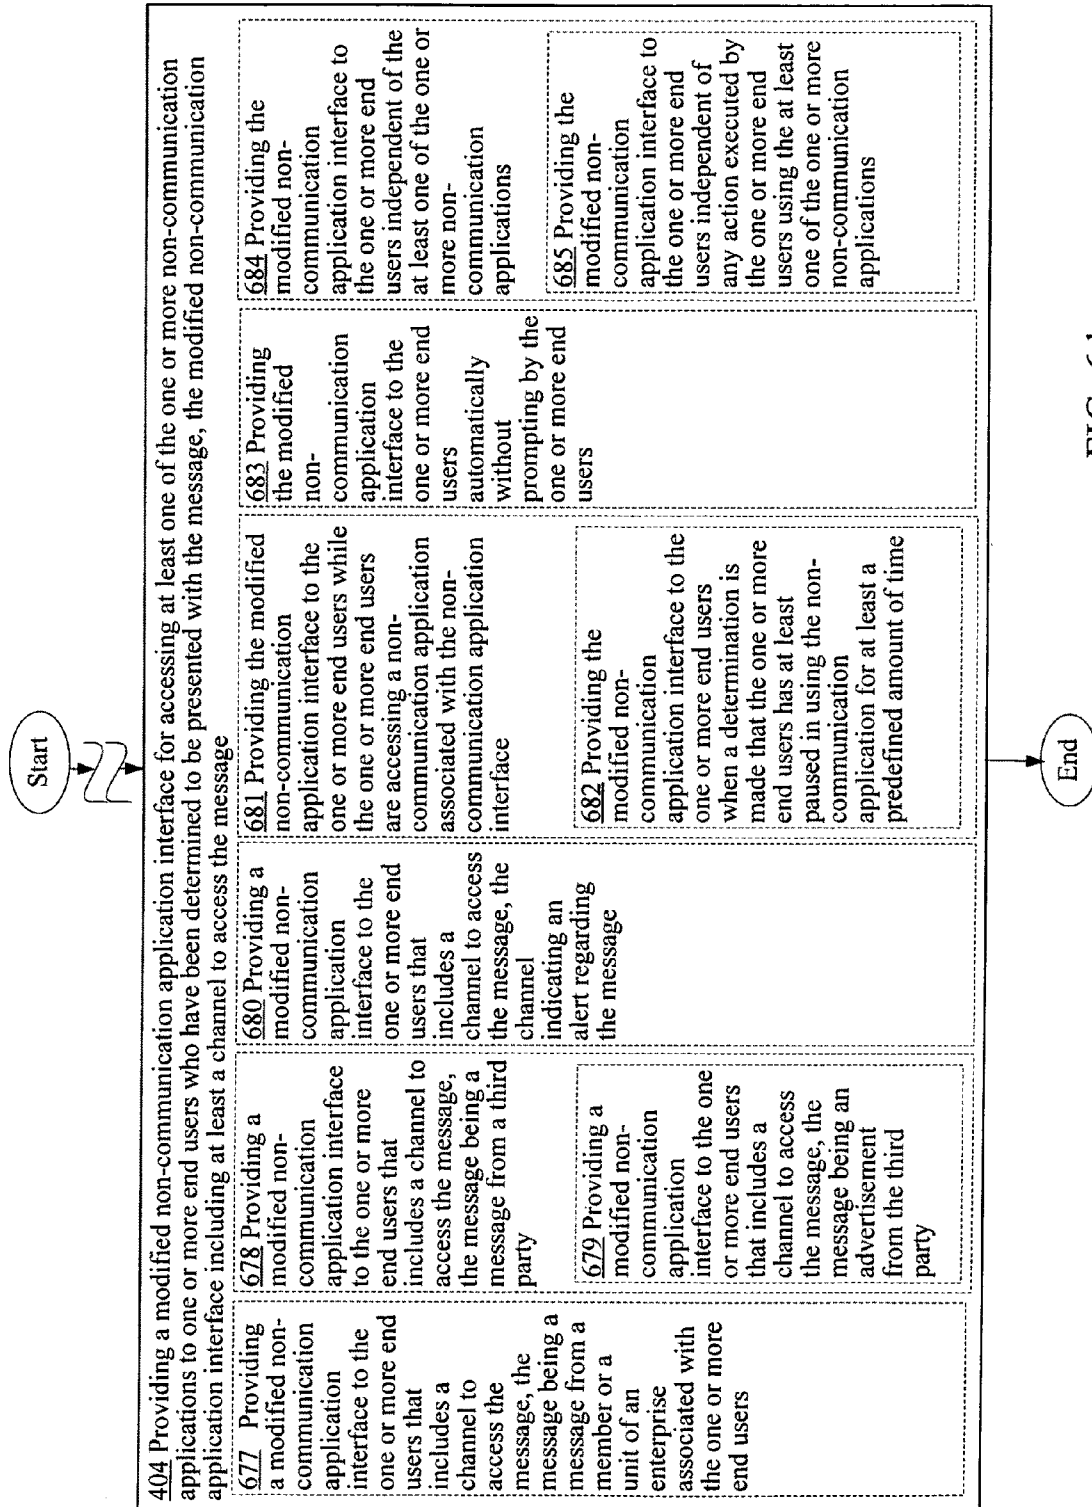 Start
404 Providing a modified non-communication application interface for accessing at least one of the one or more non-communication
applications to one or more end users who have been determined to be presented with the message, the modified non-communication
application interface including at least a channel to access the message
677 Providing
a modified non-
communication
application
interface to the
one or more end
users that
includes a
channel to
access the
message, the
message being a
message from a
member or a
unit of an
enterprise
associated with
the one or more
end users
678 Providing a
modified non-
communication
application interface
to the one or more
end users that
includes a channel to
access the message,
the message being a
message from a third
party
679 Providing a
modified non-
communication
application
interface to the one
or more end users
that includes a
channel to access
the message, the
message being an
advertisement
from the third
party
680 Providing a
modified non-
communication
application
interface to the
one or more end
users that
includes a
channel to access
the message, the
channel
indicating an
alert regarding
the message
681 Providing the modified
non-communication
application interface to the
one or more end users while
the one or more end users
are accessing a non-
communication application
associated with the non-
communication application
interface
682 Providing the
modified non-
communication
application interface to the
one or more end users
when a determination is
made that the one or more
end users has at least
paused in using the non-
communication
application for at least a
predefined amount of time
683 Providing
the modified
non-
communication
application
interface to the
one or more end
users
automatically
without
prompting by the
one or more end
users
684 Providing the
modified non-
communication
application interface to
the one or more end
users independent of the
at least one of the one or
more non-
communication
applications
685 Providing the
modified non-
communication
application interface to
the one or more end
users independent of
any action executed by
the one or more end
users using the at least
one of the one or more
non-communication
applications
End